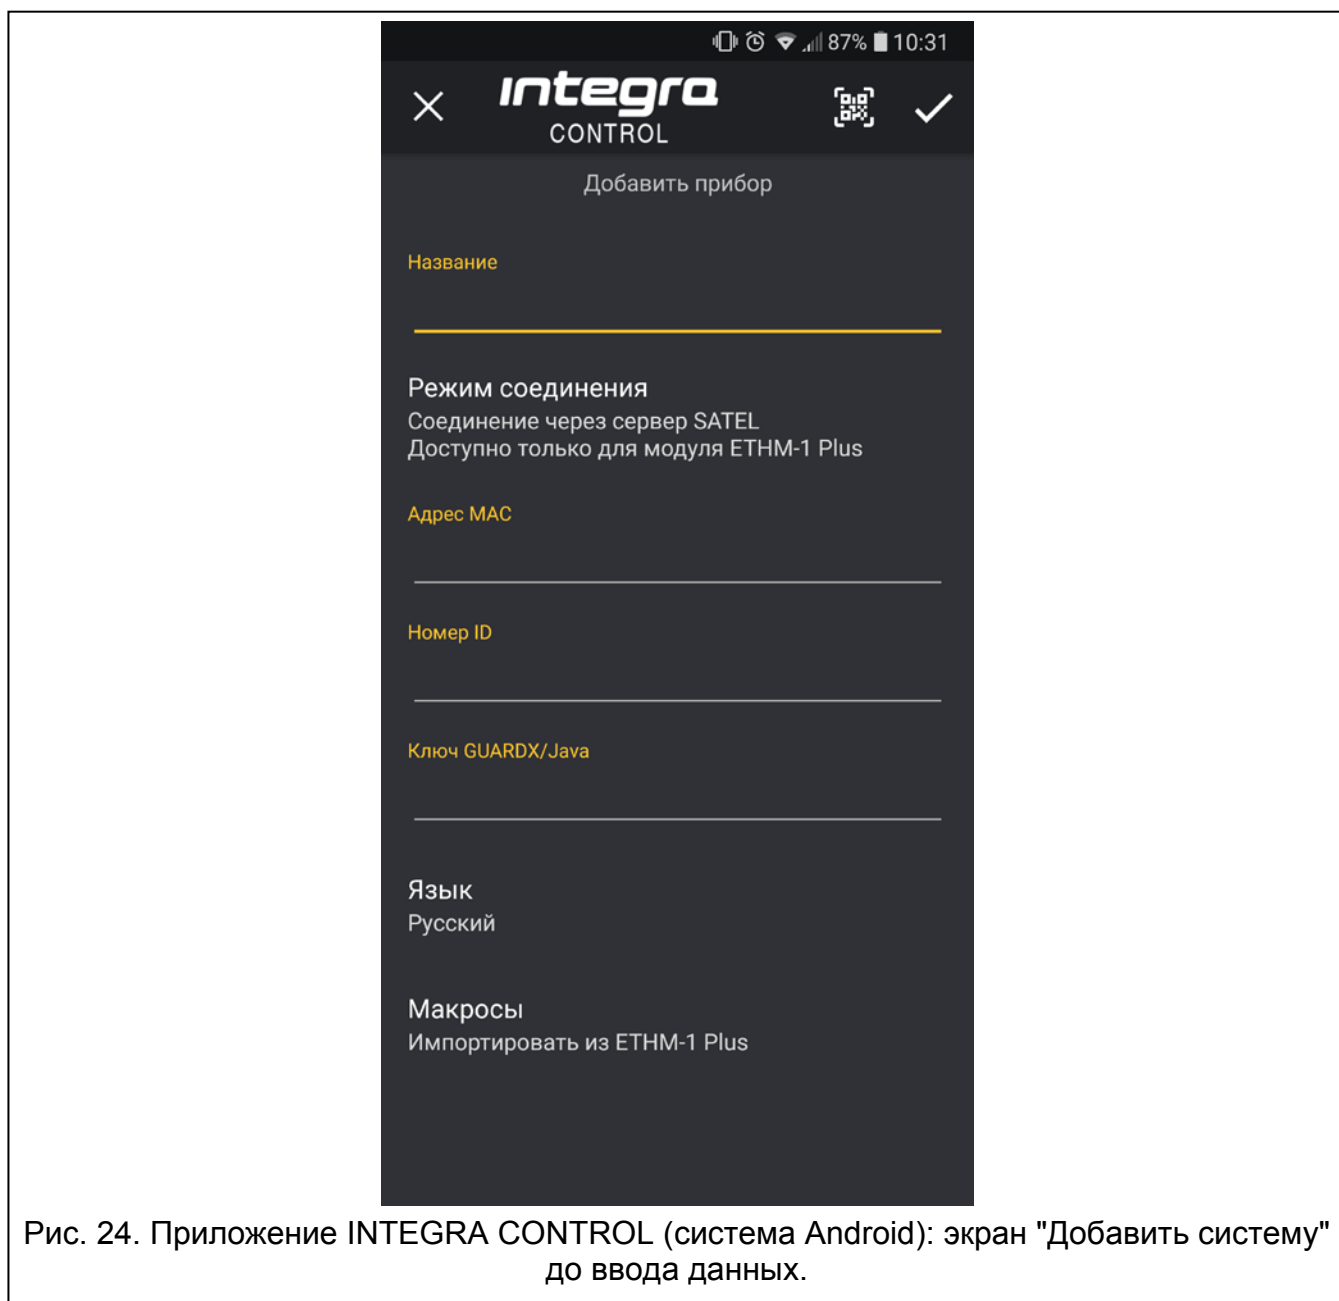 87% 10:31
Integra
CONTROL
Добавить прибор
Название
Режим соединения
Соединение через сервер SATEL
Доступно только для модуля ETHM-1 Plus
Адрес MAC
Номер ID
Ключ GUARDX/Java
Язык
Русский
Макросы
Импортировать из ETHM-1 Plus
Рис. 24. Приложение INTEGRA CONTROL (система Android): экран "Добавить систему"
до ввода данных.